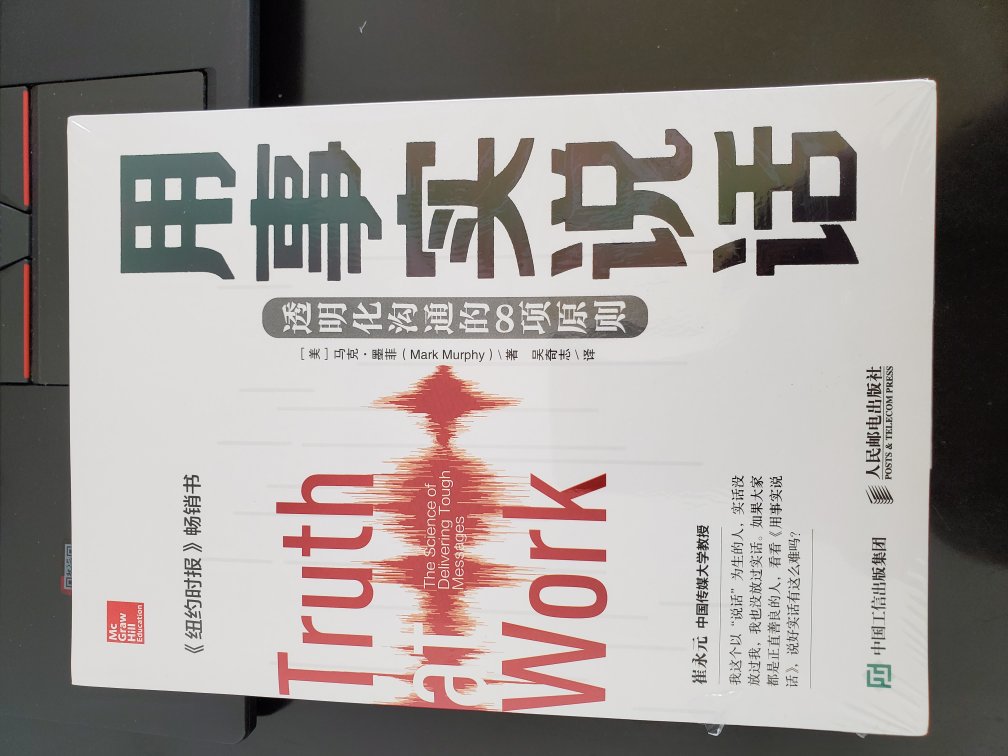 Mc
Graw
Hill
Education
《纽约时报》畅销书
用事实说话
透明化沟通的8项原则
［美］马克·墨菲（Mark Murphy）/著 吴奇志/译
Truth
at
Work
The Science of
Delivering Tough
Messages
崔永元 中国传媒大学教授
我这个以“说话”为生的人，实话没
放过我，我也没放过实话。如果大家
都是正直善良的人，看看《用事实说
话》，说好实话有这么难吗？
中国工信出版集团
人民邮电出版社
POSTS & TELECOM PRESS